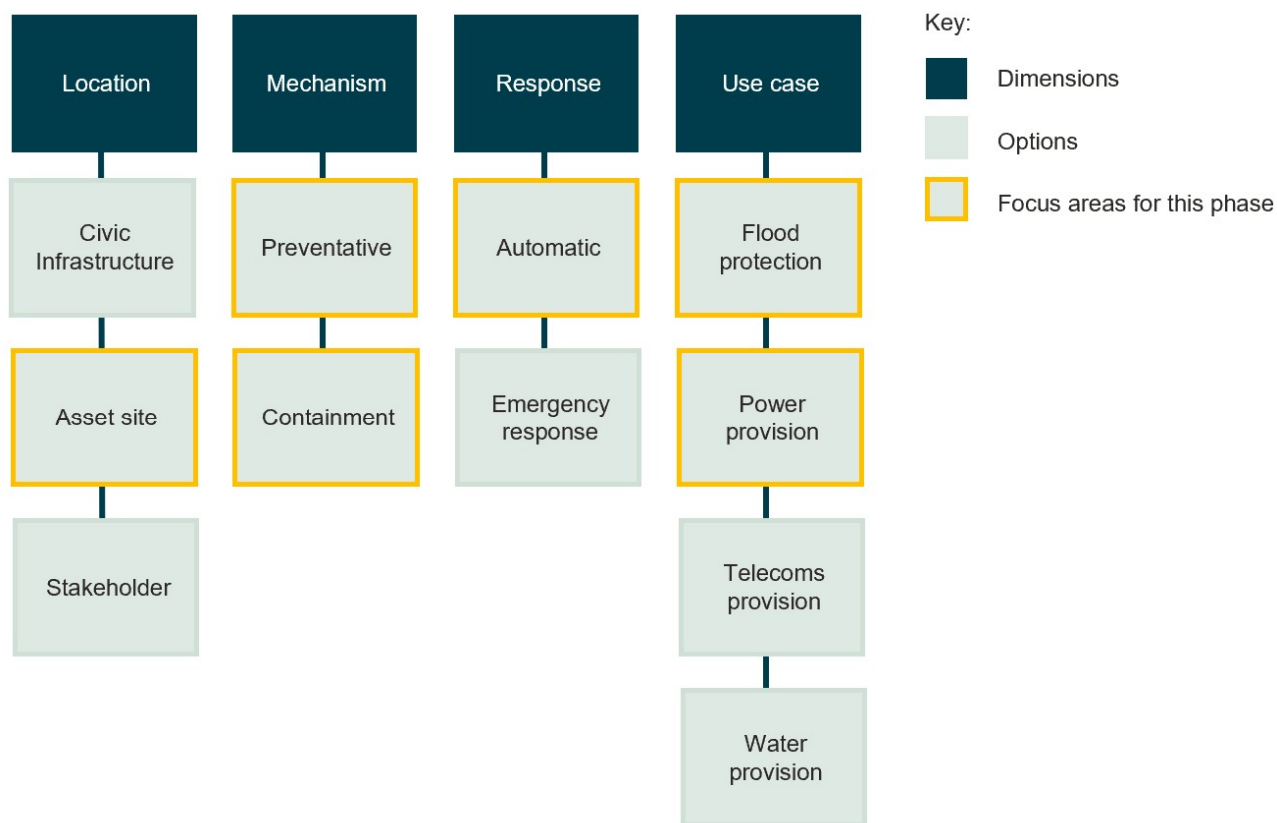 Location
Mechanism
Response
Use case
Key:
Dimensions
Options
Focus areas for this phase
Civic
Infrastructure
Preventative
Automatic
Flood
protection
Asset site
Containment
Emergency
response
Power
provision
Stakeholder
Telecoms
provision
Water
provision